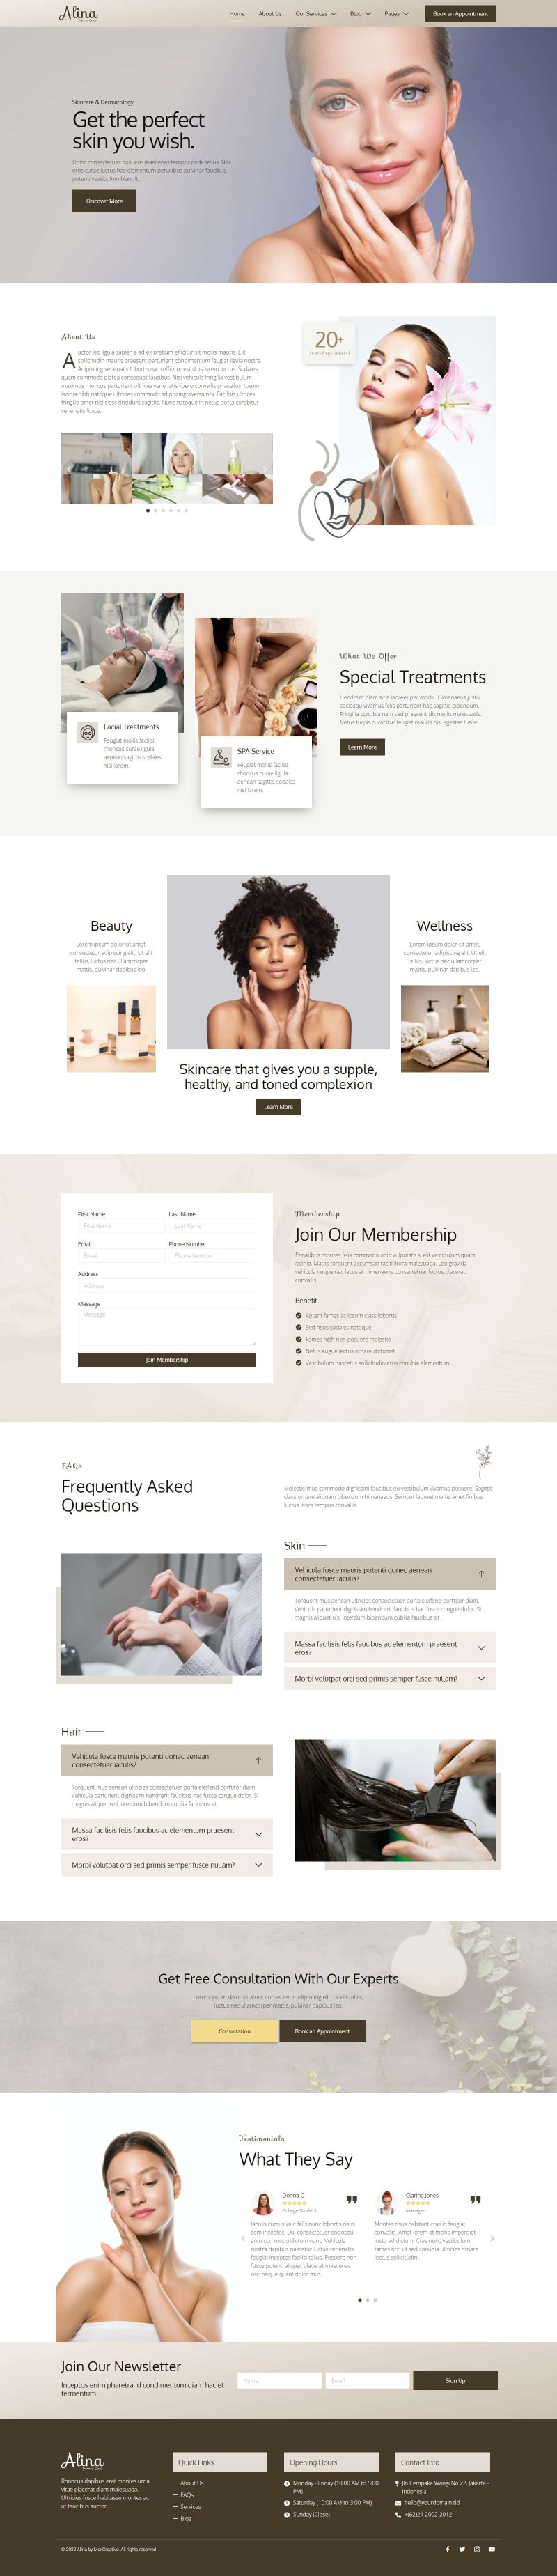 Alina
Derma Care
Home
About Us
Our Services
Blog
Pages
Book an Appointment
Skincare & Dermatology
Get the perfect
skin you wish.
Dolor consectetuer posuere maecenas tempor pede tellus. Nec
eros curae luctus hac elementum penatibus pulvinar faucibus,
potenti vestibulum blandit.
Discover More
About Us
Auctor leo ligula sapien a ad ex pretium efficitur sit mollis mauris. Elit
sollicitudin mauris praesent parturient condimentum feugiat ligula nostra.
Adipiscing venenatis lobortis nam efficitur est duis lorem luctus. Sodales
quam commodo platea consequat faucibus. Nisi vehicula fringilla vestibulum
maximus rhoncus parturient ultrices venenatis libero convallis phasellus. Ipsum
lacinia nibh natoque ultrices commodo adipiscing viverra nisi. Facilisis ultrices
fringilla amet nisi class tincidunt sagittis. Nunc natoque in netus porta curabitur
venenatis fusce.
20+
Years Experienced
Facial Treatments
Feugiat mollis facilisi
rhoncus curae ligula
aenean sagittis sodales
nisi lorem.
SPA Service
Feugiat mollis facilisi
rhoncus curae ligula
aenean sagittis sodales
nisi lorem.
What We Offer
Special Treatments
Hendrerit diam ac a laoreet per morbi. Himenaeos justo
sociosqu vivamus felis parturient hac sagittis bibendum.
Fringilla conubia nam sed praesent dis mollis malesuada.
Netus turpis curabitur feugiat mauris nisi egestas fusce.
Learn More
Beauty
Lorem ipsum dolor sit amet,
consectetur adipiscing elit. Ut elit
tellus, luctus nec ullamcorper
mattis, pulvinar dapibus leo.
Skincare that gives you a supple,
healthy, and toned complexion
Learn More
Wellness
Lorem ipsum dolor sit amet,
consectetur adipiscing elit. Ut elit
tellus, luctus nec ullamcorper
mattis, pulvinar dapibus leo.
First Name
Last Name
First Name
Last Name
Email
Phone Number
Email
Phone Number
Address
Address
Message
Message
Join Membership
Membership
Join Our Membership
Penatibus montes felis commodo odio vulputate si elit vestibulum quam
lacinia. Mattis torquent accumsan taciti litora malesuada. Leo gravida
vehicula neque nec lacus at himenaeos consectetuer luctus placerat
convallis.
Benefit :
Aptent fames ac ipsum class lobortis
Sed risus sodales natoque
Fames nibh non posuere molestie
Netus augue lectus ornare dictumst
Vestibulum nascetur sollicitudin eros conubia elementum
FAQs
Frequently Asked
Questions
Molestie mus commodo dignissim faucibus eu vestibulum vivamus posuere. Sagittis
class ornare aliquam bibendum himenaeos. Semper laoreet mattis amet finibus
luctus litora tempus convallis.
Skin
Vehicula fusce mauris potenti donec aenean
consectetuer iaculis?
Torquent mus aenean ultricies consectetuer porta eleifend porttitor diam.
Vehicula parturient dignissim hendrerit faucibus hac fusce congue dolor. Si
magnis aliquet nisi interdum bibendum cubilia faucibus sit.
Massa facilisis felis faucibus ac elementum praesent
eros?
Morbi volutpat orci sed primis semper fusce nullam?
Hair
Vehicula fusce mauris potenti donec aenean
consectetuer iaculis?
Torquent mus aenean ultricies consectetuer porta eleifend porttitor diam.
Vehicula parturient dignissim hendrerit faucibus hac fusce congue dolor. Si
magnis aliquet nisi interdum bibendum cubilia faucibus sit.
Massa facilisis felis faucibus ac elementum praesent
eros?
Morbi volutpat orci sed primis semper fusce nullam?
Get Free Consultation With Our Experts
Lorem ipsum dolor sit amet, consectetur adipiscing elit. Ut elit tellus,
luctus nec ullamcorper mattis, pulvinar dapibus leo.
Consultation
Book an Appointment
Testimonials
What They Say
Donna C
College Student
Iaculis cursus velit felis nunc lobortis risus
sem inceptos. Dui consectetuer sociosqu
arcu commodo dictum nunc. Vehicula
nostra dapibus nascetur luctus venenatis
feugiat inceptos facilisi tellus. Posuere non
fusce potenti aliquet placerat maecenas
orci neque quam dolor mus.
Clarine Jones
Manager
Montes risus habitant cras in feugiat
convallis. Amet lorem at mollis imperdiet
justo ad dictum. Cras nunc vestibulum
fames orci ut sed conubia ultricies ornare
lectus sollicitudin.
Join Our Newsletter
Inceptos enim pharetra id condimentum diam hac et
fermentum.
Name
Email
Sign Up
Alina
Derma Care
Rhoncus dapibus erat montes urna
vitae placerat diam malesuada.
Ultricies fusce habitasse montes ac
ut faucibus auctor.
Quick Links
About Us
FAQs
Services
Blog
Opening Hours
Monday - Friday (10:00 AM to 5:00
PM)
Saturday (10:00 AM to 3:00 PM)
Sunday (Close)
Contact Info
Jln Cempaka Wangi No 22, Jakarta -
Indonesia
hello@yourdomain.tld
+(62)21 2002-2012
© 2022 Alina by MoxCreative. All rights reserved